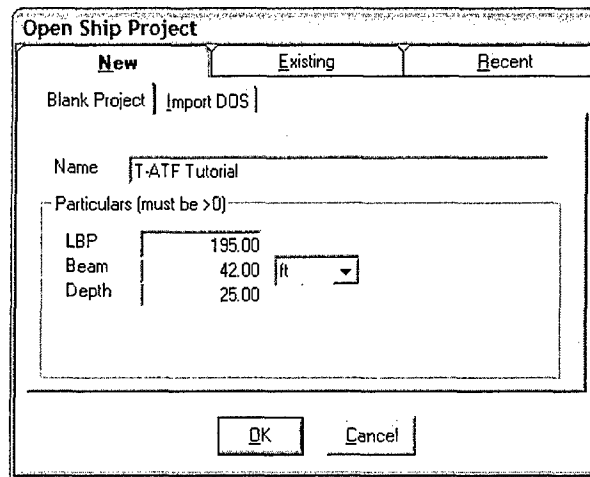 Open Ship Project
New Existing Recent
Blank Project Import DOS
Name T-ATF Tutorial
Particulars (must be >0)
LBP 195.00
Beam 42.00 ft
Depth 25.00
OK Cancel